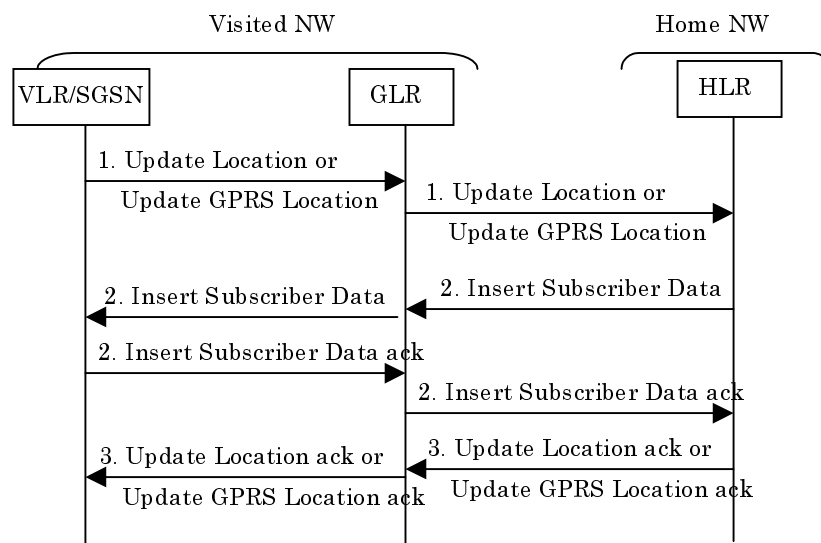 Visited NW
Home NW
VLR/SGSN
GLR
HLR
1. Update Location or
Update GPRS Location
1. Update Location or
Update GPRS Location
2. Insert Subscriber Data
2. Insert Subscriber Data
2. Insert Subscriber Data ack
2. Insert Subscriber Data ack
3. Update Location ack or
Update GPRS Location ack
3. Update Location ack or
Update GPRS Location ack